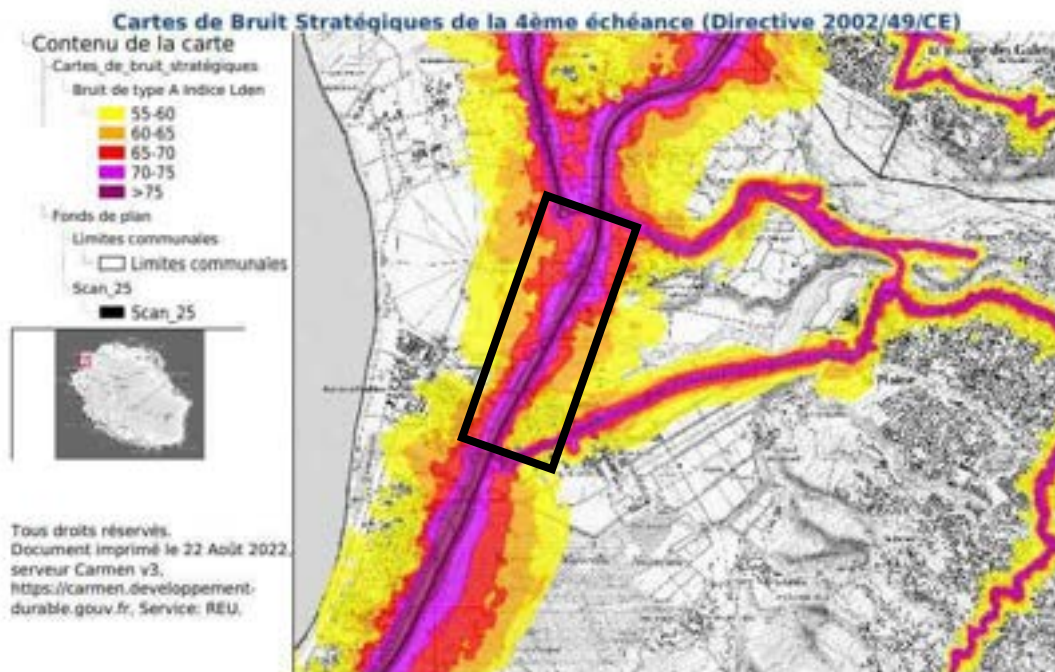 Cartes de Bruit Stratégiques de la 4ème échéance (Directive 2002/49/CE)
Contenu de la carte
Cartes_de_bruit_stratégiques
Bruit de type A Indice Lden
55-60
60-65
65-70
70-75
>75
Fonds de plan
Limites communales
Limites communales
Scan_25
Scan_25
Tous droits réservés.
Document imprimé le 22 Août 2022,
serveur Carmen v3,
https://carmen.developpement-
durable.gouv.fr, Service: REU.